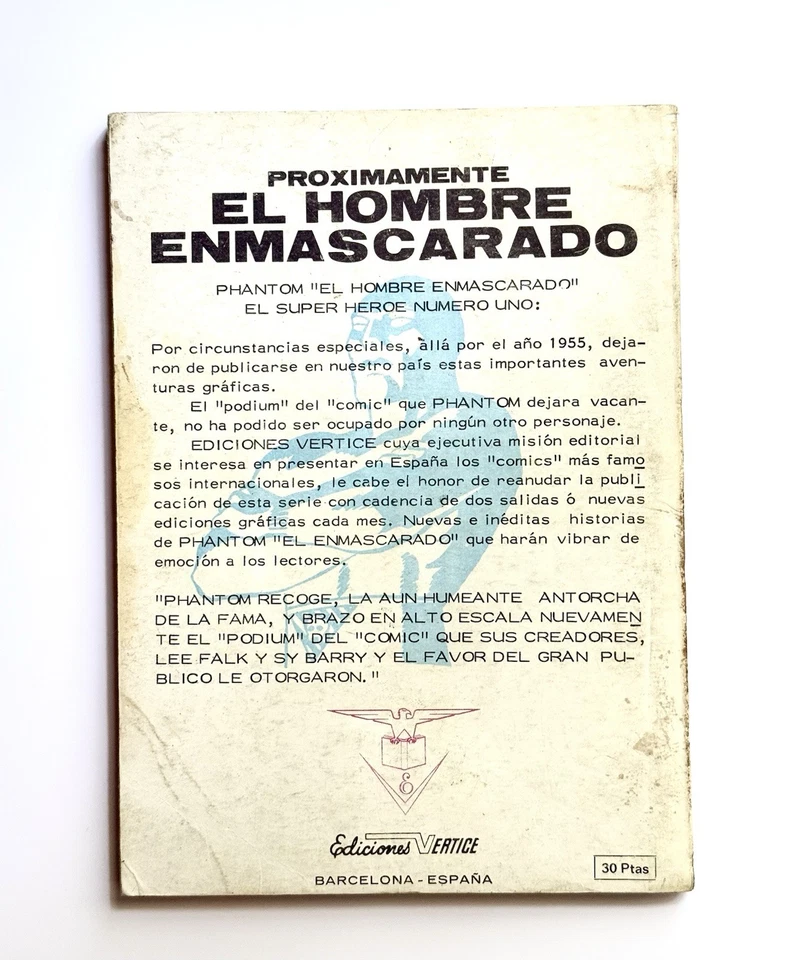 PROXIMAMENTE
EL HOMBRE
ENMASCARADO
PHANTOM "EL HOMBRE ENMASCARADO"
EL SUPER HEROE NUMERO UNO:
Por circunstancias especiales, allá por el año 1955, deja-
ron de publicarse en nuestro país estas importantes aven-
turas gráficas.
El "podium" del "comic" que PHANTOM dejara vacan-
te, no ha podido ser ocupado por ningún otro personaje.
EDICIONES VERTICE cuya ejecutiva misión editorial
se interesa en presentar en España los "comics" más famo
sos internacionales, le cabe el honor de reanudar la publi
cación de esta serie con cadencia de dos salidas ó nuevas
ediciones gráficas cada mes. Nuevas e inéditas historias
de PHANTOM "EL ENMASCARADO" que harán vibrar de
emoción a los lectores.
"PHANTOM RECOGE, LA AUN HUMEANTE ANTORCHA
DE LA FAMA, Y BRAZO EN ALTO ESCALA NUEVAMEN
TE EL "PODIUM" DEL "COMIC" QUE SUS CREADORES,
LEE FALK Y SY BARRY Y EL FAVOR DEL GRAN PU-
BLICO LE OTORGARON."
E
Ediciones VERTICE
BARCELONA - ESPAÑA
30 Ptas